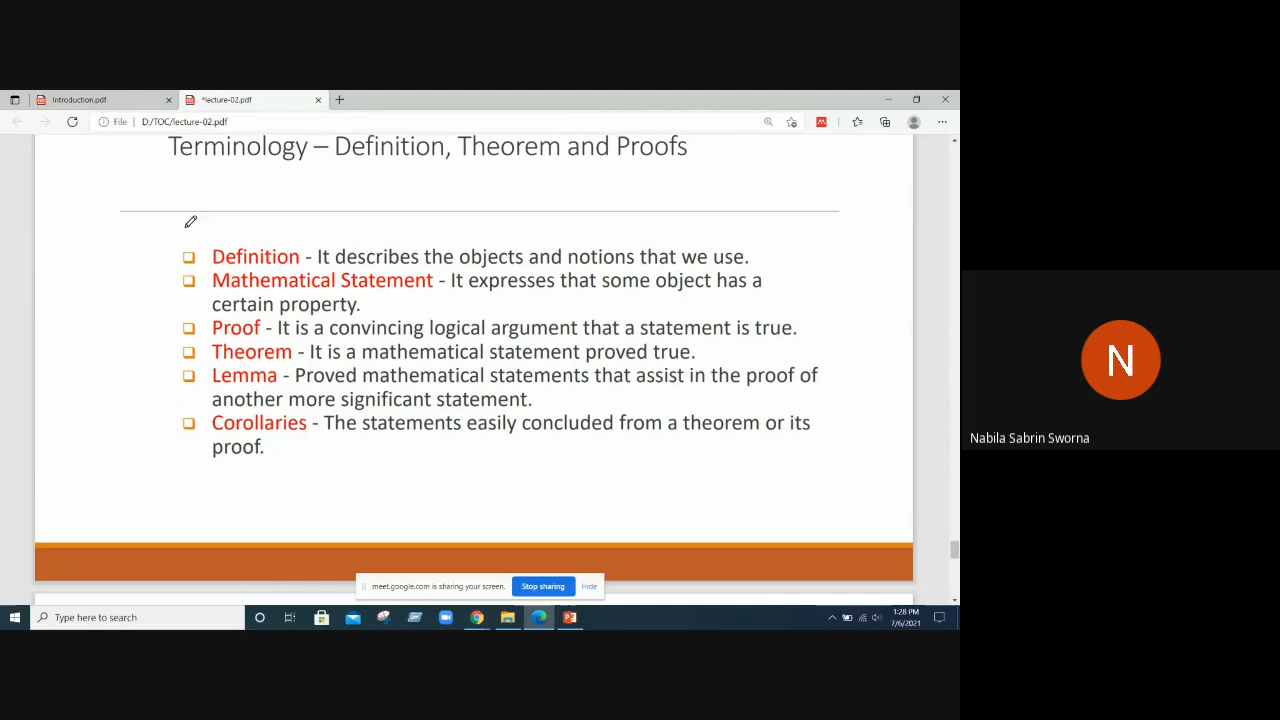 Introduction.pdf
*lecture-02.pdf
File
D:/TOC/lecture-02.pdf
Terminology – Definition, Theorem and Proofs
Definition - It describes the objects and notions that we use.
Mathematical Statement - It expresses that some object has a
certain property.
Proof - It is a convincing logical argument that a statement is true.
Theorem - It is a mathematical statement proved true.
Lemma - Proved mathematical statements that assist in the proof of
another more significant statement.
Corollaries - The statements easily concluded from a theorem or its
proof.
N
Nabila Sabrin Sworna
meet.google.com is sharing your screen.
Stop sharing
Hide
Type here to search
1:28 PM
7/6/2021